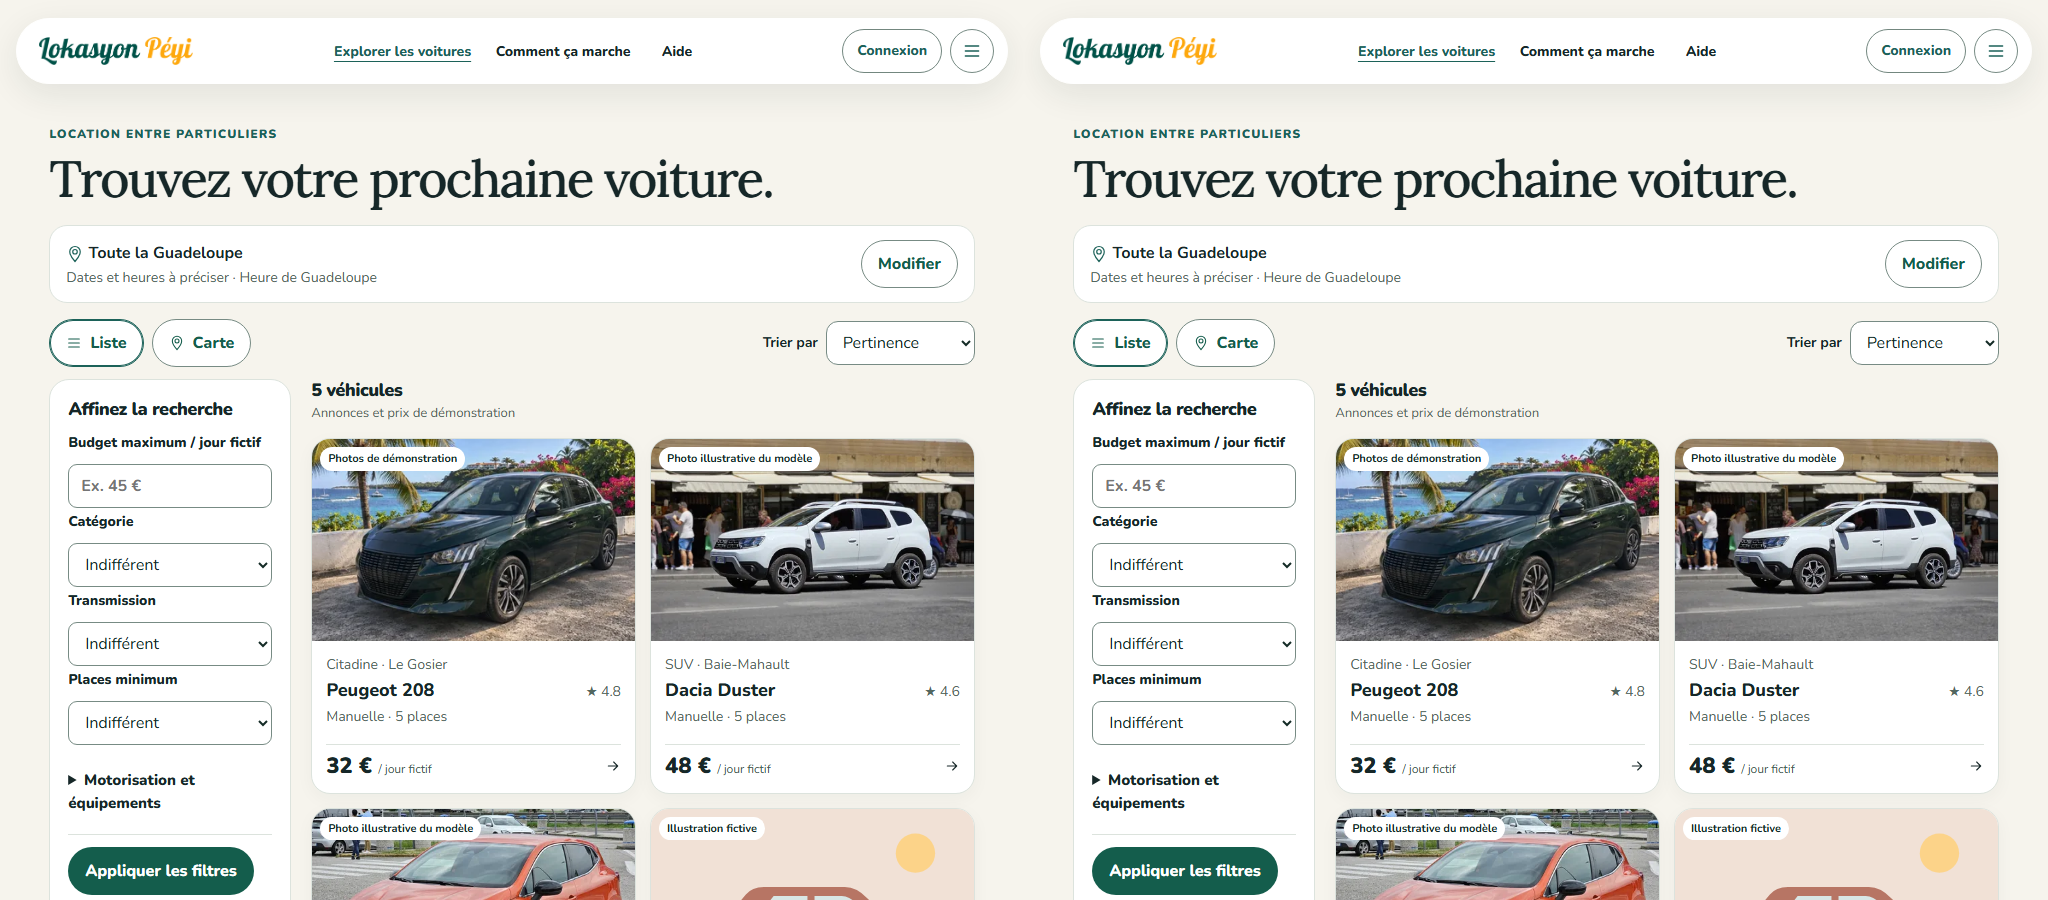 Lokasyon Péyi
Explorer les voitures
Comment ça marche
Aide
Connexion
LOCATION ENTRE PARTICULIERS
Trouvez votre prochaine voiture.
Toute la Guadeloupe
Dates et heures à préciser · Heure de Guadeloupe
Modifier
Liste
Carte
Trier par
Pertinence
Affinez la recherche
Budget maximum / jour fictif
Ex. 45 €
Catégorie
Indifférent
Transmission
Indifférent
Places minimum
Indifférent
Motorisation et
équipements
Appliquer les filtres
5 véhicules
Annonces et prix de démonstration
Photos de démonstration
Citadine · Le Gosier
Peugeot 208
★ 4.8
Manuelle · 5 places
32 € / jour fictif
Photo illustrative du modèle
SUV · Baie-Mahault
Dacia Duster
★ 4.6
Manuelle · 5 places
48 € / jour fictif
Photo illustrative du modèle
Illustration fictive
Lokasyon Péyi
Explorer les voitures
Comment ça marche
Aide
Connexion
LOCATION ENTRE PARTICULIERS
Trouvez votre prochaine voiture.
Toute la Guadeloupe
Dates et heures à préciser · Heure de Guadeloupe
Modifier
Liste
Carte
Trier par
Pertinence
Affinez la recherche
Budget maximum / jour fictif
Ex. 45 €
Catégorie
Indifférent
Transmission
Indifférent
Places minimum
Indifférent
Motorisation et
équipements
Appliquer les filtres
5 véhicules
Annonces et prix de démonstration
Photos de démonstration
Citadine · Le Gosier
Peugeot 208
★ 4.8
Manuelle · 5 places
32 € / jour fictif
Photo illustrative du modèle
SUV · Baie-Mahault
Dacia Duster
★ 4.6
Manuelle · 5 places
48 € / jour fictif
Photo illustrative du modèle
Illustration fictive